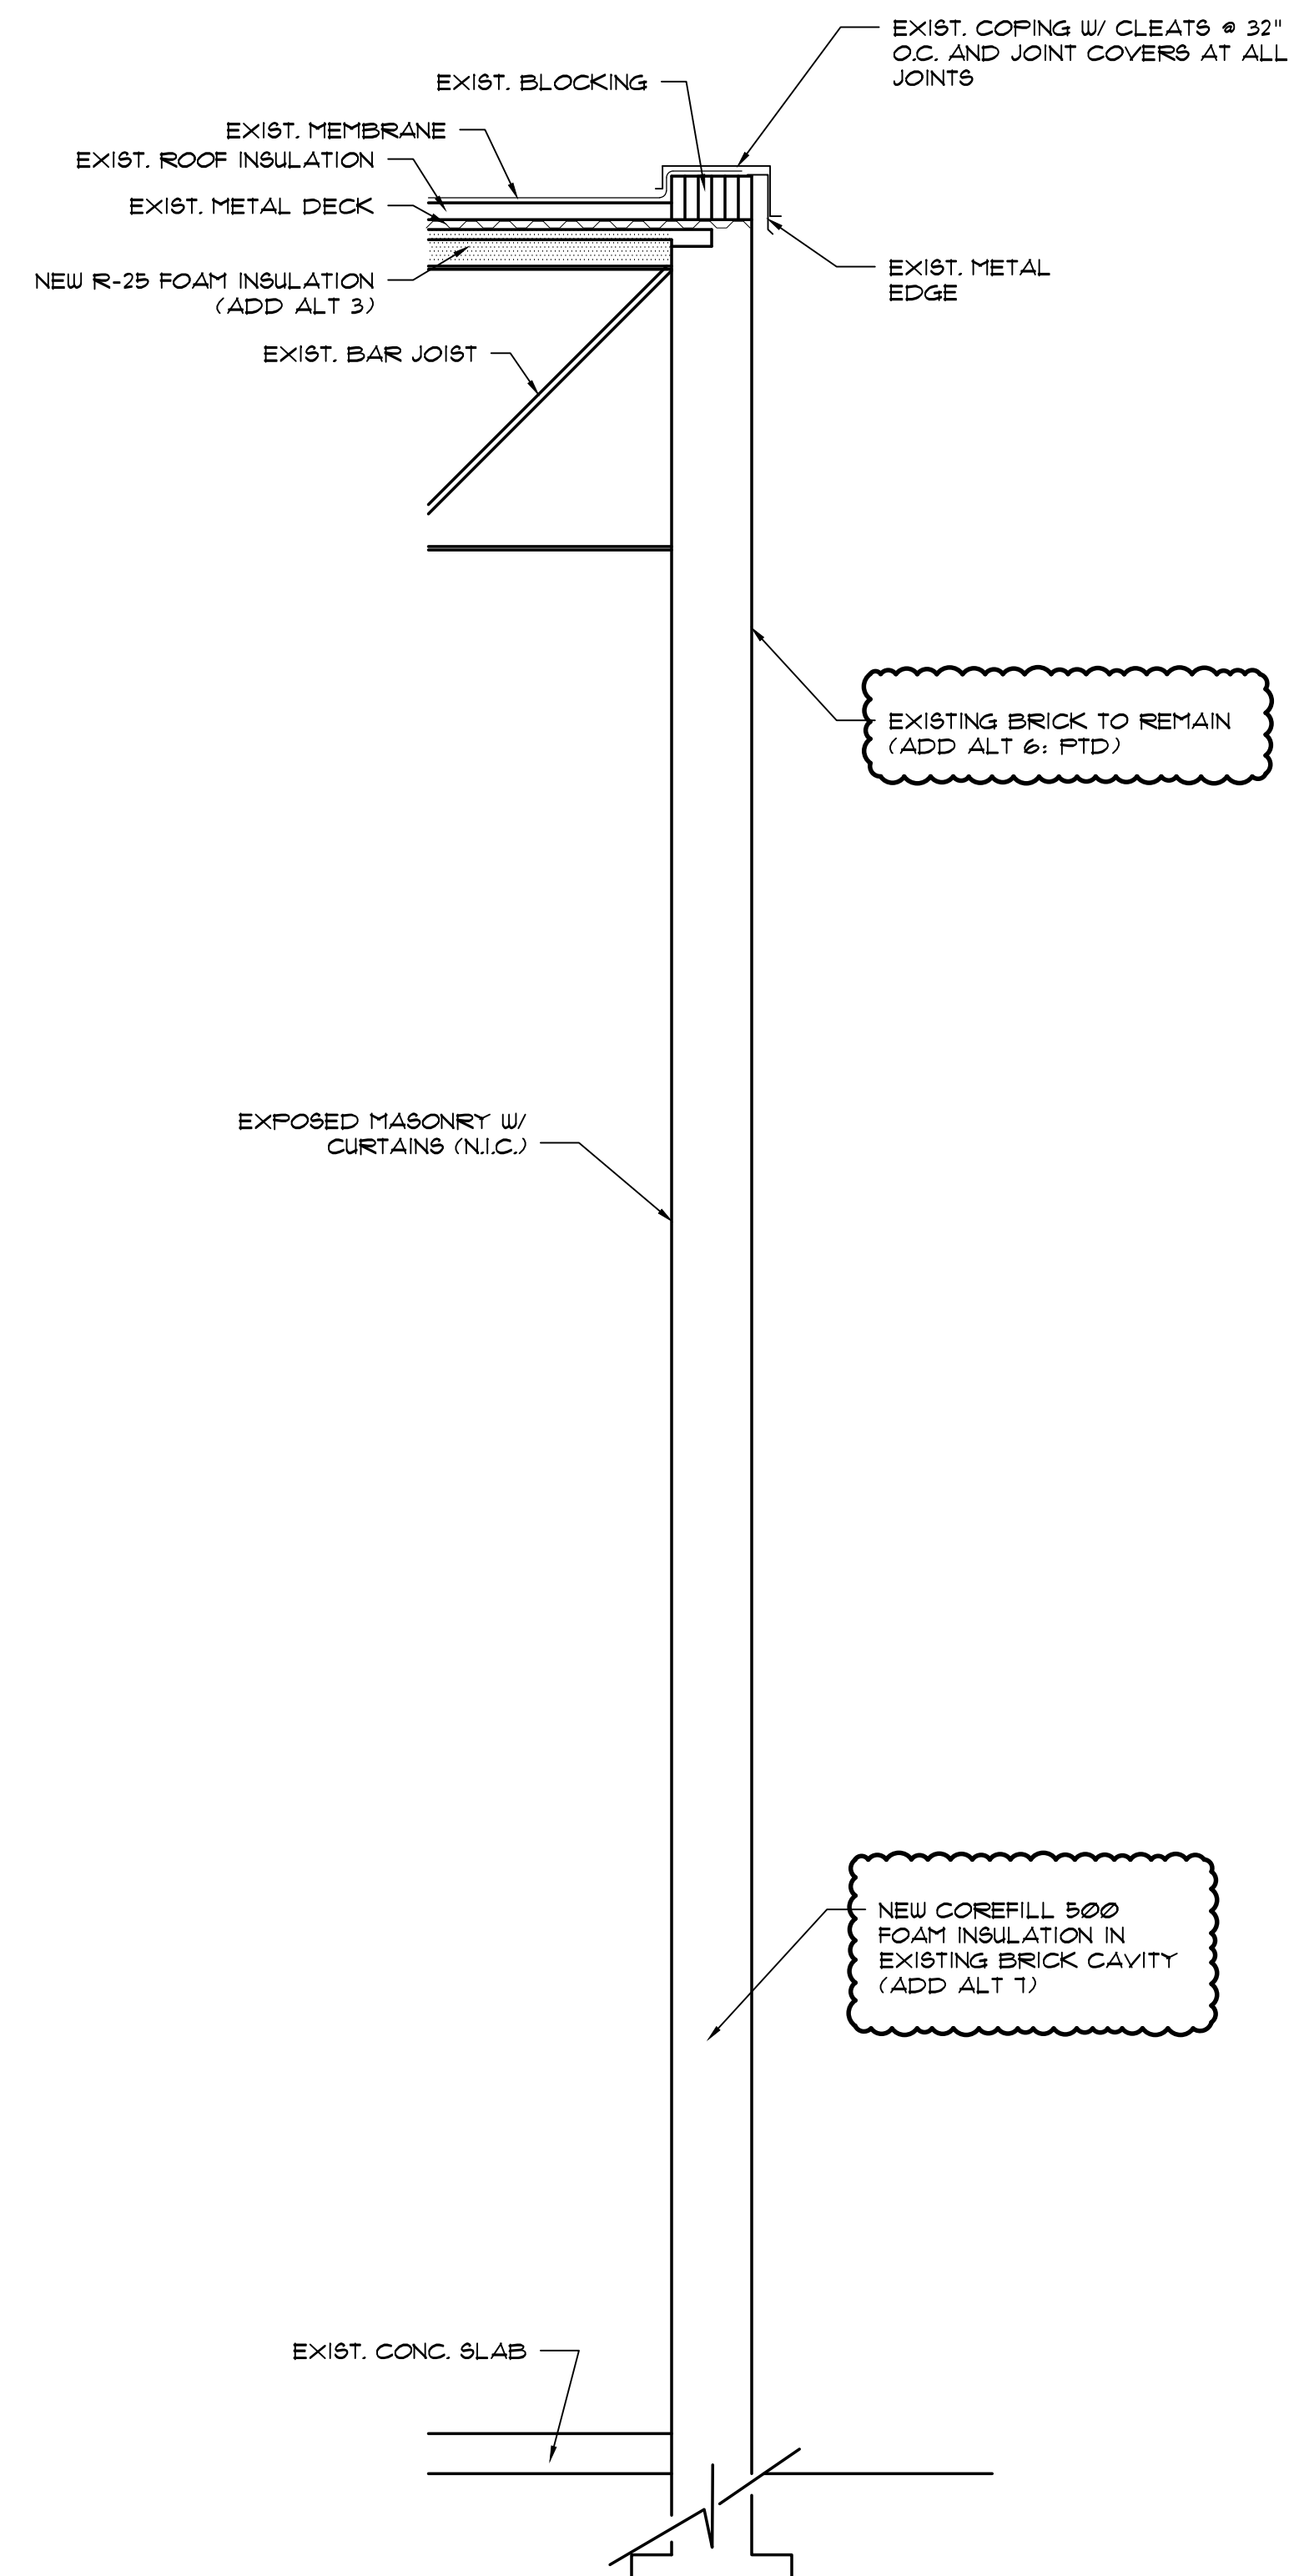 EXIST. COPING W/ CLEATS @ 32"
O.C. AND JOINT COVERS AT ALL
JOINTS
EXIST. BLOCKING
EXIST. MEMBRANE
EXIST. ROOF INSULATION
EXIST. METAL DECK
EXIST. METAL
EDGE
NEW R-25 FOAM INSULATION
(ADD ALT 3)
EXIST. BAR JOIST
EXISTING BRICK TO REMAIN
(ADD ALT 6: PTD)
EXPOSED MASONRY W/
CURTAINS (N.I.C.)
NEW COREFILL 500
FOAM INSULATION IN
EXISTING BRICK CAVITY
(ADD ALT 7)
EXIST. CONC. SLAB